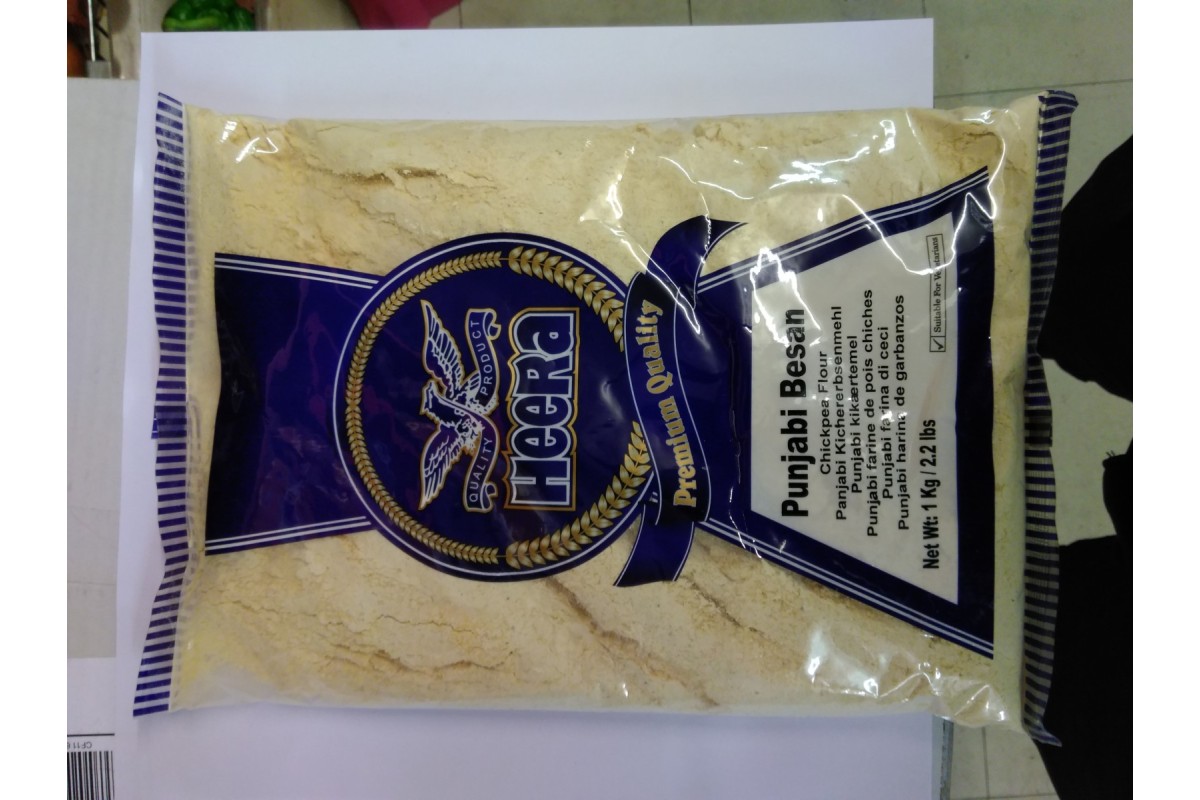 QUALITY PRODUCT
HeeRa
Premium Quality
Punjabi Besan
Chickpea Flour
Panjabi Kichererbsenmehl
Punjabi kikærtemel
Punjabi farine de pois chiches
Punjabi farina di ceci
Punjabi harina de garbanzos
Net Wt: 1 Kg / 2.2 lbs
Suitable For Vegetarians